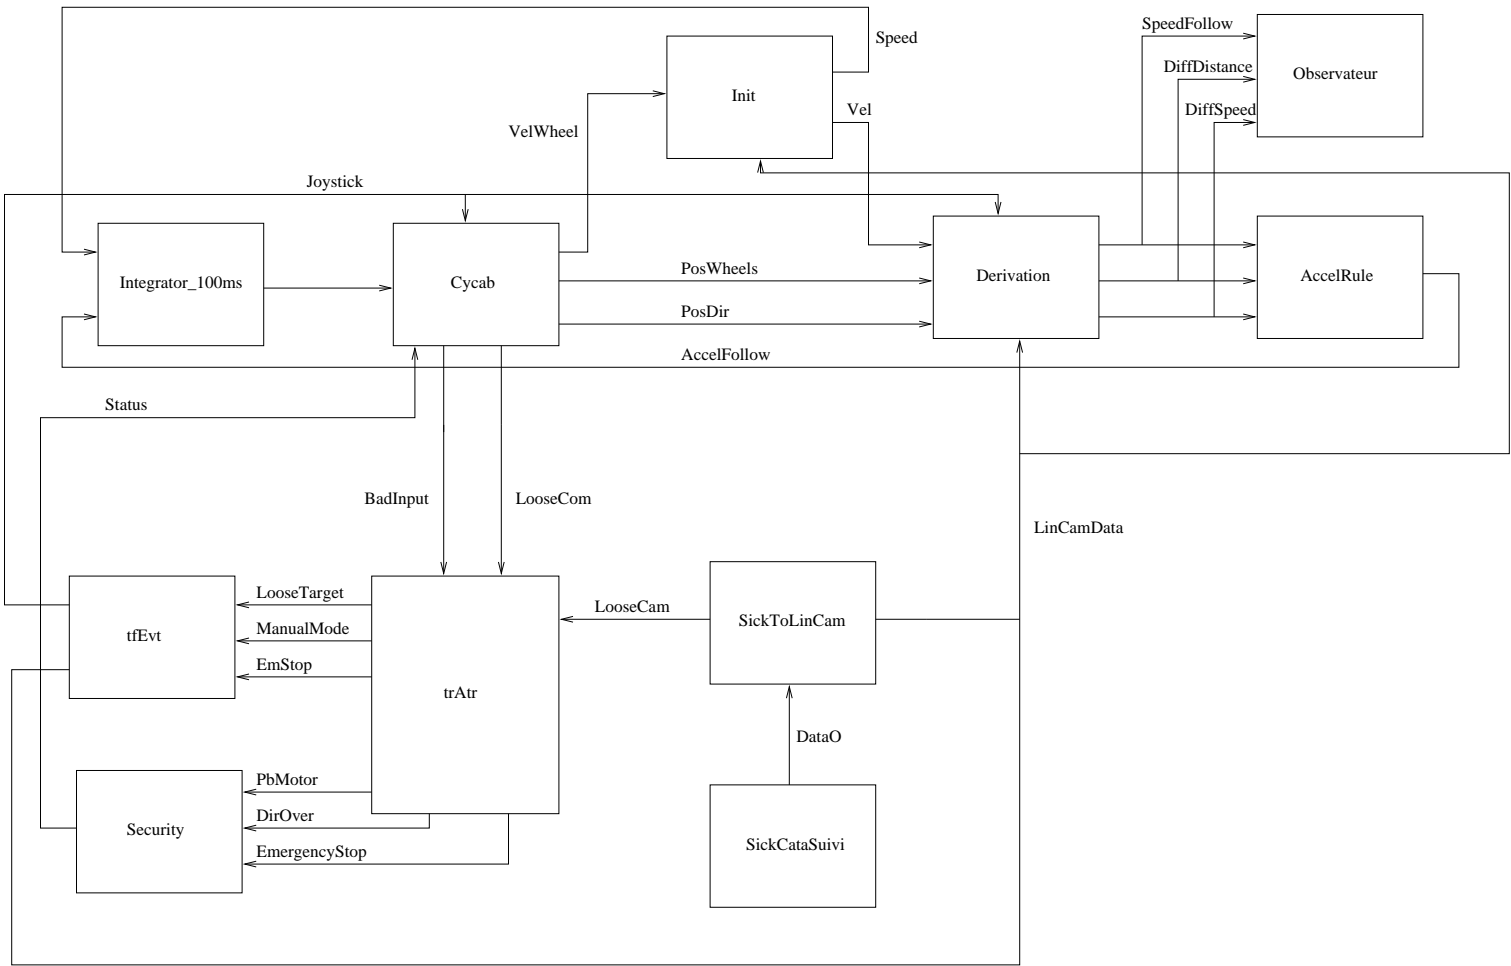 SpeedFollow
Speed
DiffDistance
Observateur
Init
Vel
DiffSpeed
VelWheel
Joystick
PosWheels
Integrator_100ms
Cycab
Derivation
AccelRule
PosDir
AccelFollow
Status
BadInput
LooseCom
LinCamData
LooseTarget
LooseCam
SickToLinCam
tfEvt
ManualMode
EmStop
trAtr
DataO
PbMotor
DirOver
Security
SickCataSuivi
EmergencyStop